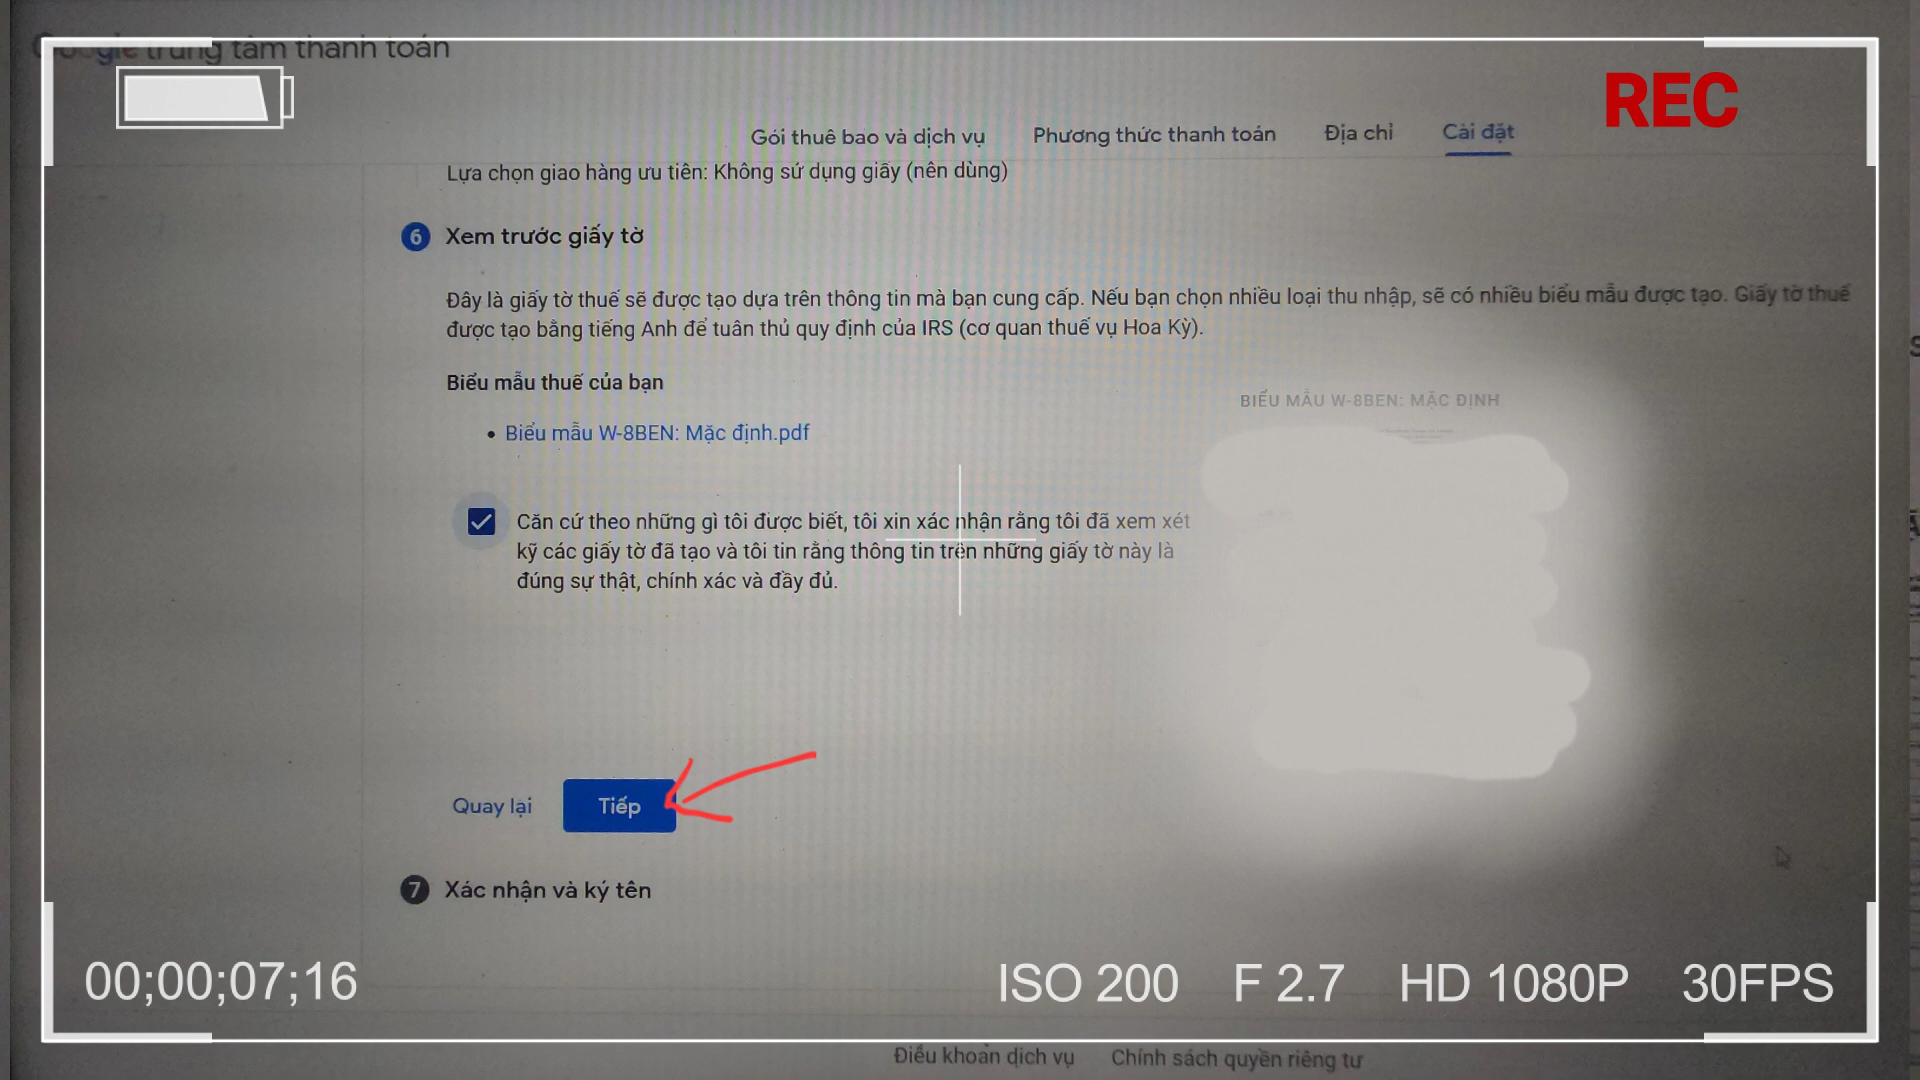 Google trung tâm thanh toán
REC
Gói thuê bao và dịch vụ Phương thức thanh toán Địa chỉ Cài đặt
Lựa chọn giao hàng ưu tiên: Không sử dụng giấy (nên dùng)
6 Xem trước giấy tờ
Đây là giấy tờ thuế sẽ được tạo dựa trên thông tin mà bạn cung cấp. Nếu bạn chọn nhiều loại thu nhập, sẽ có nhiều biểu mẫu được tạo. Giấy tờ thuế
được tạo bằng tiếng Anh để tuân thủ quy định của IRS (cơ quan thuế vụ Hoa Kỳ).
Biểu mẫu thuế của bạn
BIỂU MẪU W-8BEN: MẶC ĐỊNH
• Biểu mẫu W-8BEN: Mặc định.pdf
Căn cứ theo những gì tôi được biết, tôi xin xác nhận rằng tôi đã xem xét
kỹ các giấy tờ đã tạo và tôi tin rằng thông tin trên những giấy tờ này là
đúng sự thật, chính xác và đầy đủ.
Quay lại Tiếp
7 Xác nhận và ký tên
00;00;07;16 ISO 200 F 2.7 HD 1080P 30FPS
Điều khoản dịch vụ Chính sách quyền riêng tư